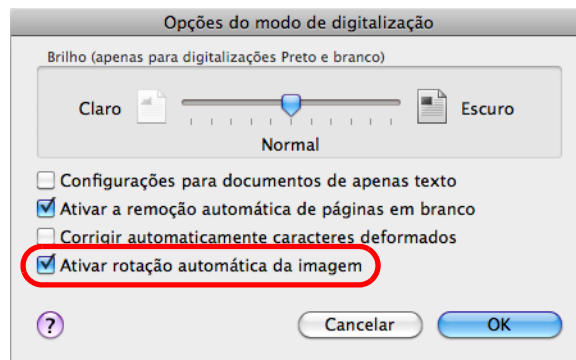 Opções do modo de digitalização
Brilho (apenas para digitalizações Preto e branco)
Claro Escuro
Normal
Configurações para documentos de apenas texto
Ativar a remoção automática de páginas em branco
Corrigir automaticamente caracteres deformados
Ativar rotação automática da imagem
? Cancelar OK